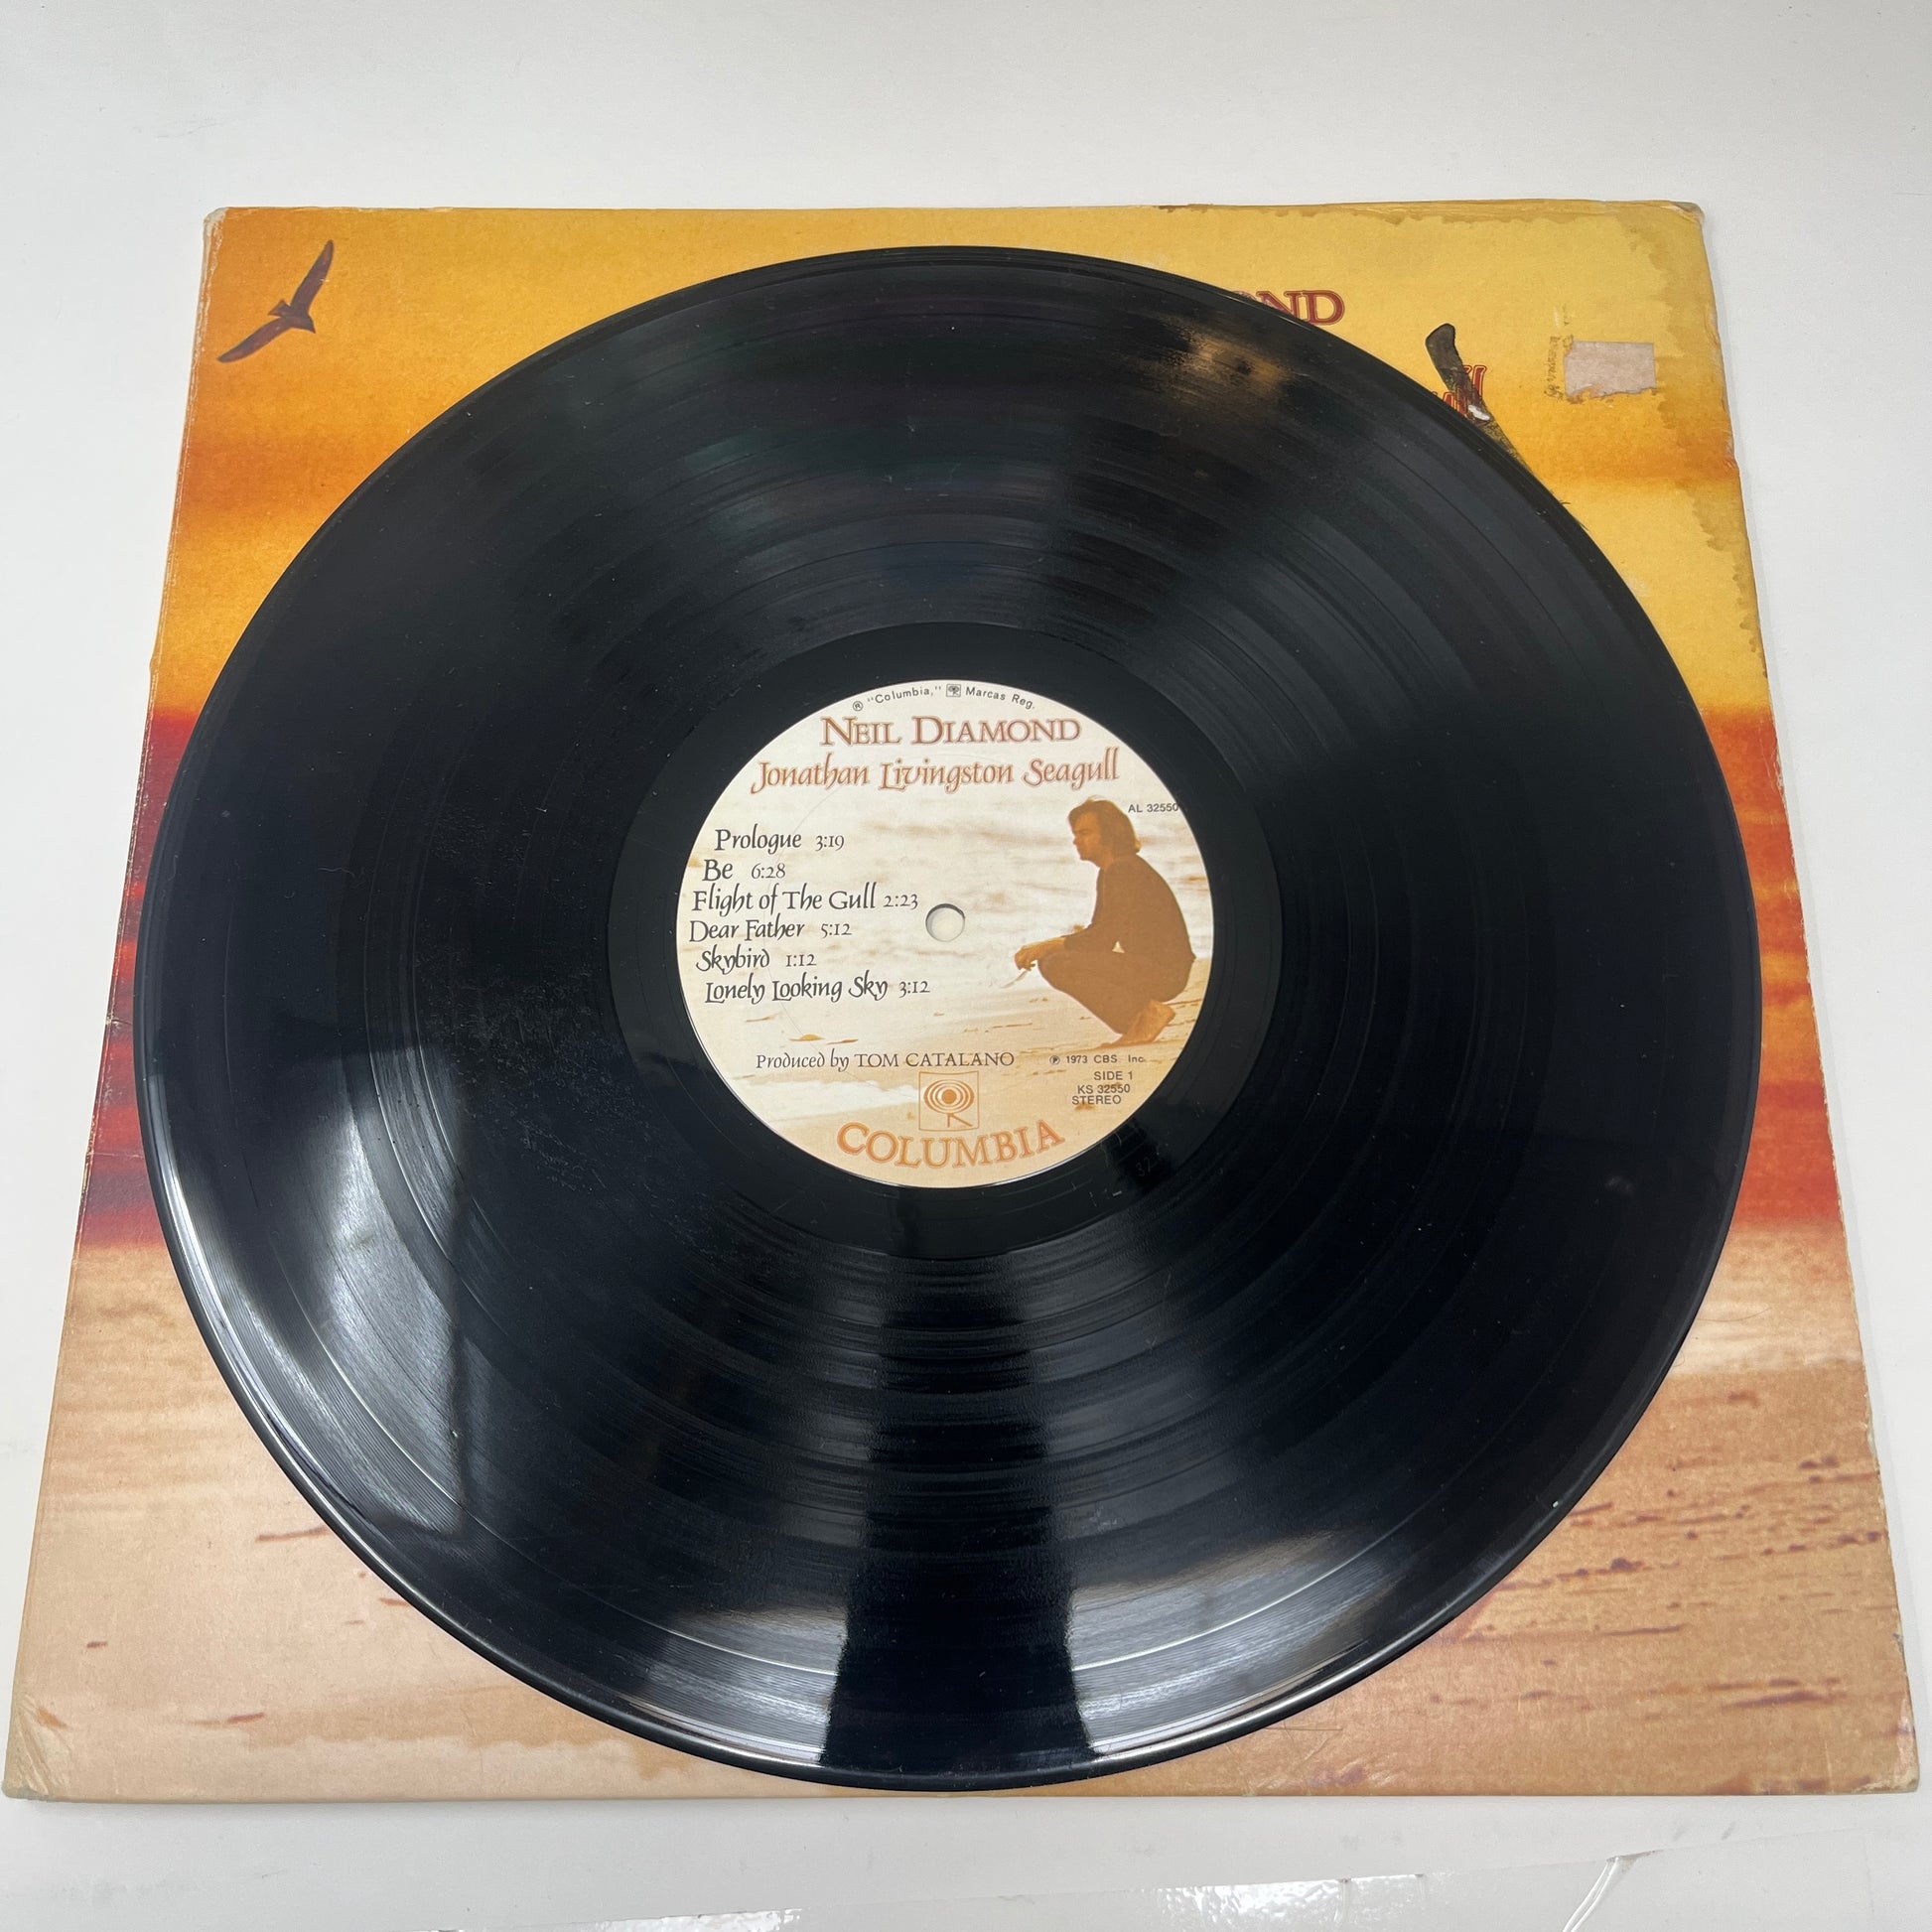 OND
ll
® "Columbia," Marcas Reg.
NEIL DIAMOND
Jonathan Livingston Seagull
AL 32550
Prologue 3:19
Be 6:28
Flight of The Gull 2:23
Dear Father 5:12
Skybird 1:12
Lonely Looking Sky 3:12
Produced by TOM CATALANO
℗ 1973 CBS Inc.
SIDE 1
KS 32550
STEREO
COLUMBIA